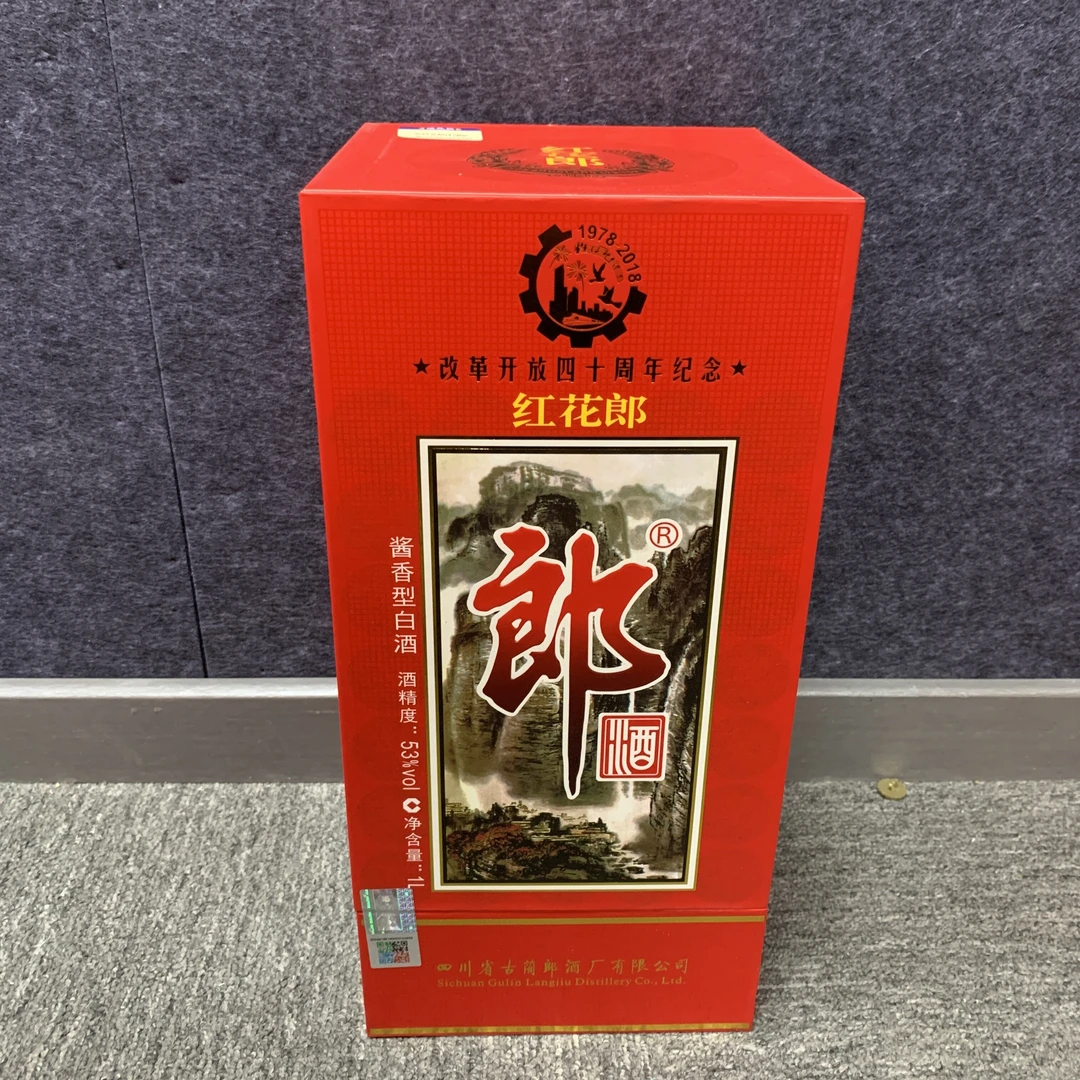 红花郎
1978-2018
★改革开放四十周年纪念★
红花郎
郎®
酒
酱香型白酒
酒精度：53%vol
净含量：1L
四川省古蔺郎酒厂有限公司
Sichuan Gulin Langjiu Distillery Co., Ltd.